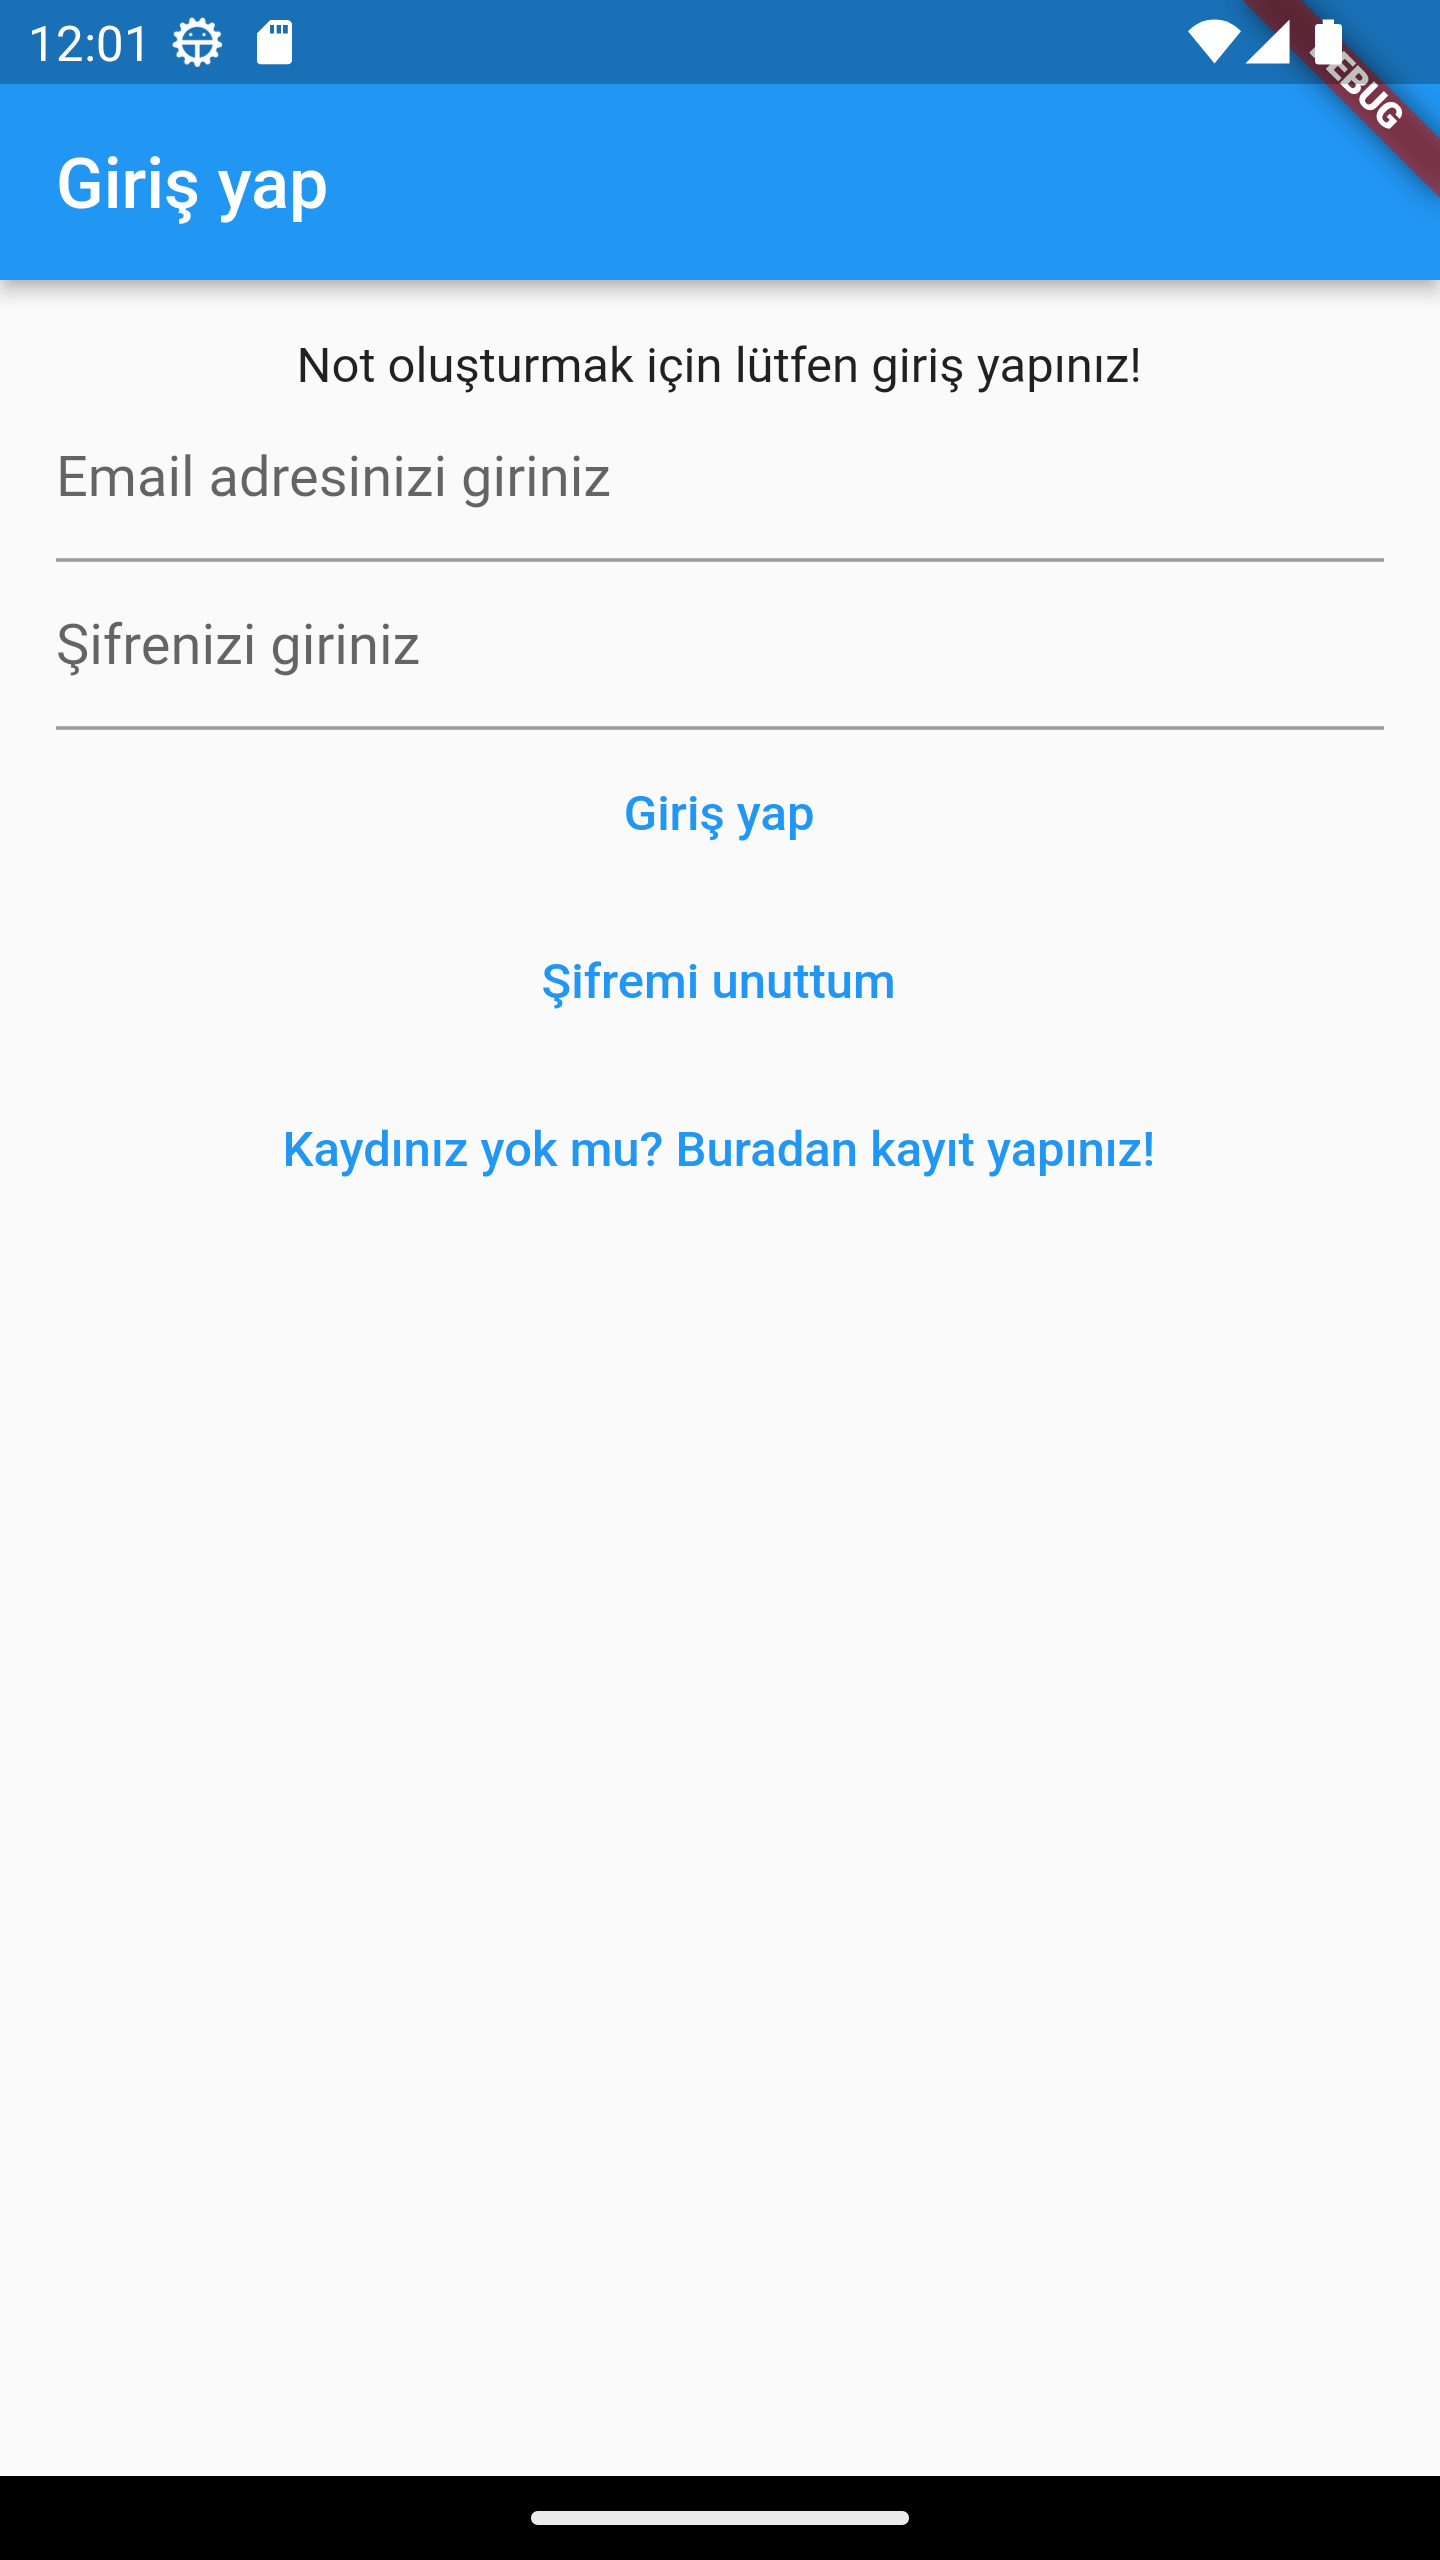 12:01
DEBUG
Giriş yap
Not oluşturmak için lütfen giriş yapınız!
Email adresinizi giriniz
Şifrenizi giriniz
Giriş yap
Şifremi unuttum
Kaydınız yok mu? Buradan kayıt yapınız!